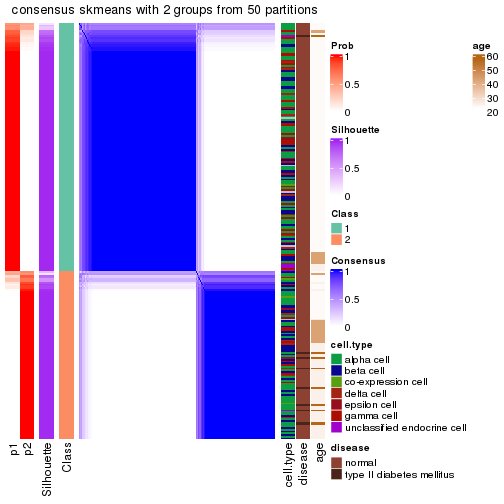 consensus skmeans with 2 groups from 50 partitions
Prob
1
0.5
0
age
60
50
40
30
20
Silhouette
1
0.5
0
Class
1
2
Consensus
1
0.5
0
cell.type
alpha cell
beta cell
co-expression cell
delta cell
epsilon cell
gamma cell
unclassified endocrine cell
disease
normal
type II diabetes mellitus
p1
p2
Silhouette
Class
cell.type
disease
age